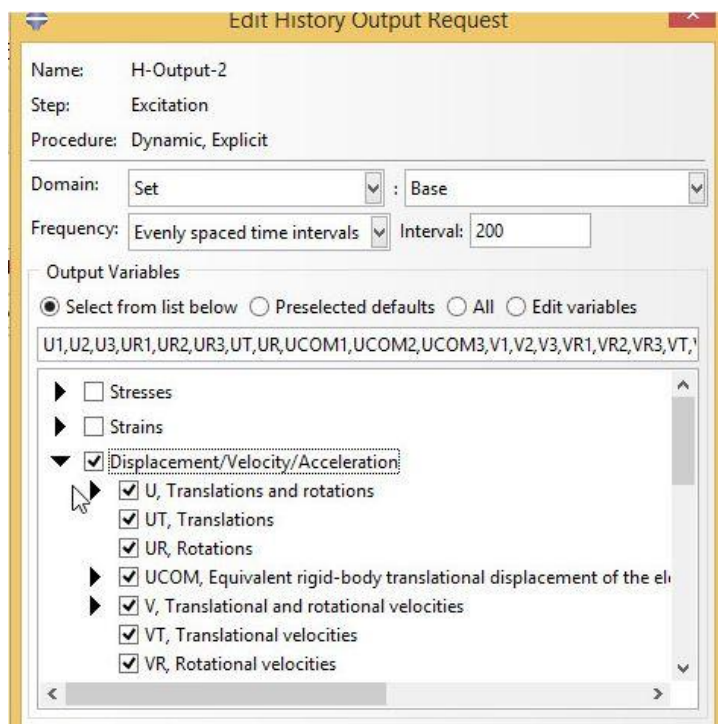 Edit History Output Request
Name: H-Output-2
Step: Excitation
Procedure: Dynamic, Explicit
Domain: Set : Base
Frequency: Evenly spaced time intervals Interval: 200
Output Variables
Select from list below Preselected defaults All Edit variables
U1,U2,U3,UR1,UR2,UR3,UT,UR,UCOM1,UCOM2,UCOM3,V1,V2,V3,VR1,VR2,VR3,VT,
Stresses
Strains
Displacement/Velocity/Acceleration
U, Translations and rotations
UT, Translations
UR, Rotations
UCOM, Equivalent rigid-body translational displacement of the
V, Translational and rotational velocities
VT, Translational velocities
VR, Rotational velocities